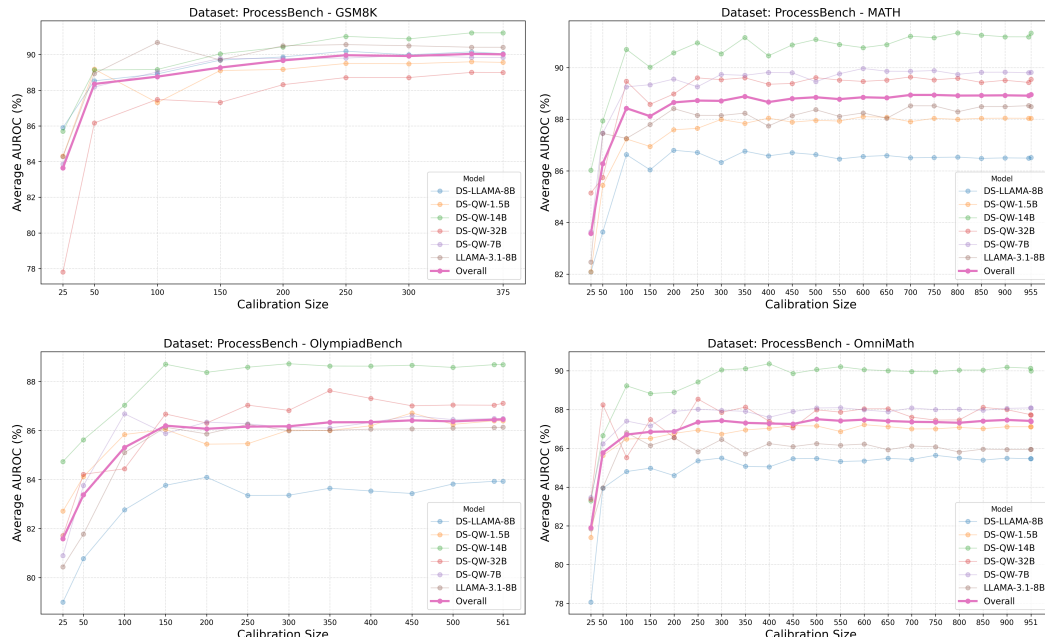 Dataset: ProcessBench - GSM8K
Average AUROC (%)
90
88
86
84
82
80
78
Model
DS-LLAMA-8B
DS-QW-1.5B
DS-QW-14B
DS-QW-32B
DS-QW-7B
LLAMA-3.1-8B
Overall
25 50 100 150 200 250 300 375
Calibration Size
Dataset: ProcessBench - MATH
Average AUROC (%)
90
88
86
84
82
Model
DS-LLAMA-8B
DS-QW-1.5B
DS-QW-14B
DS-QW-32B
DS-QW-7B
LLAMA-3.1-8B
Overall
25 50 100 150 200 250 300 350 400 450 500 550 600 650 700 750 800 850 900 955
Calibration Size
Dataset: ProcessBench - OlympiadBench
Average AUROC (%)
88
86
84
82
80
Model
DS-LLAMA-8B
DS-QW-1.5B
DS-QW-14B
DS-QW-32B
DS-QW-7B
LLAMA-3.1-8B
Overall
25 50 100 150 200 250 300 350 400 450 500 561
Calibration Size
Dataset: ProcessBench - OmniMath
Average AUROC (%)
90
88
86
84
82
80
78
Model
DS-LLAMA-8B
DS-QW-1.5B
DS-QW-14B
DS-QW-32B
DS-QW-7B
LLAMA-3.1-8B
Overall
25 50 100 150 200 250 300 350 400 450 500 550 600 650 700 750 800 850 900 951
Calibration Size